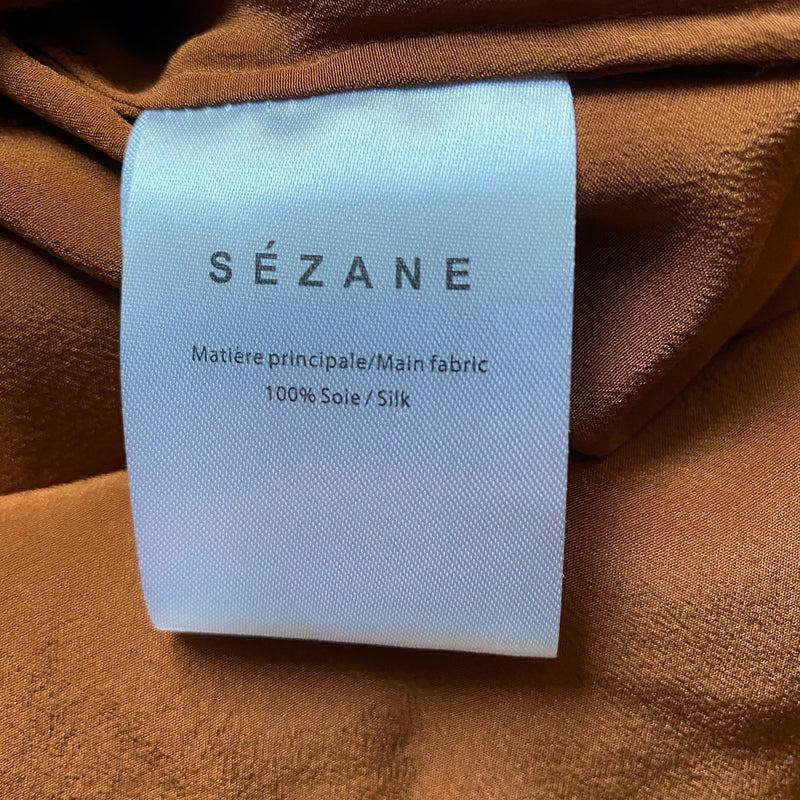 SÉZANE
Matière principale/Main fabric
100% Soie / Silk